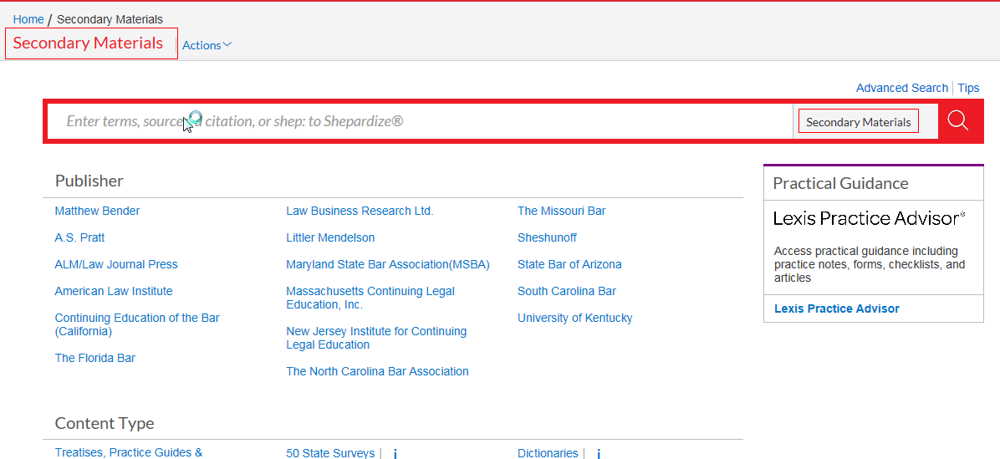 Home / Secondary Materials
Secondary Materials
Actions
Advanced Search | Tips
Enter terms, source, a citation, or shep: to Shepardize®
Secondary Materials
Publisher
Matthew Bender
A.S. Pratt
ALM/Law Journal Press
American Law Institute
Continuing Education of the Bar
(California)
The Florida Bar
Law Business Research Ltd.
Littler Mendelson
Maryland State Bar Association(MSBA)
Massachusetts Continuing Legal
Education, Inc.
New Jersey Institute for Continuing
Legal Education
The North Carolina Bar Association
The Missouri Bar
Sheshunoff
State Bar of Arizona
South Carolina Bar
University of Kentucky
Practical Guidance
Lexis Practice Advisor®
Access practical guidance including
practice notes, forms, checklists, and
articles
Lexis Practice Advisor
Content Type
Treatises, Practice Guides &
50 State Surveys | i
Dictionaries | i